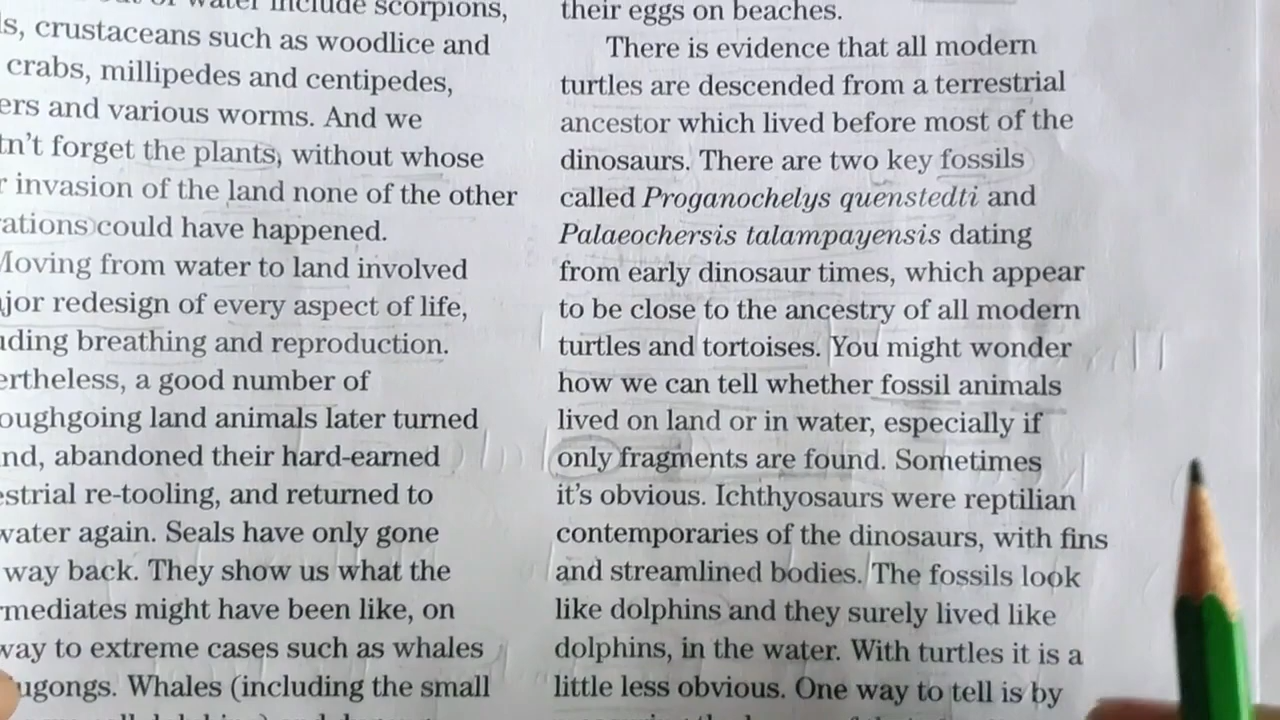 water include scorpions,
crustaceans such as woodlice and
crabs, millipedes and centipedes,
and various worms. And we
forget the plants, without whose
invasion of the land none of the other
could have happened.
from water to land involved
redesign of every aspect of life,
breathing and reproduction.
a good number of
land animals later turned
abandoned their hard-earned
re-tooling, and returned to
water again. Seals have only gone
way back. They show us what the
might have been like, on
way to extreme cases such as whales
Whales (including the small
their eggs on beaches.
There is evidence that all modern
turtles are descended from a terrestrial
ancestor which lived before most of the
dinosaurs. There are two key fossils
called Proganochelys quenstedti and
Palaeochersis talampayensis dating
from early dinosaur times, which appear
to be close to the ancestry of all modern
turtles and tortoises. You might wonder
how we can tell whether fossil animals
lived on land or in water, especially if
only fragments are found. Sometimes
it's obvious. Ichthyosaurs were reptilian
contemporaries of the dinosaurs, with fins
and streamlined bodies. The fossils look
like dolphins and they surely lived like
dolphins, in the water. With turtles it is a
little less obvious. One way to tell is by